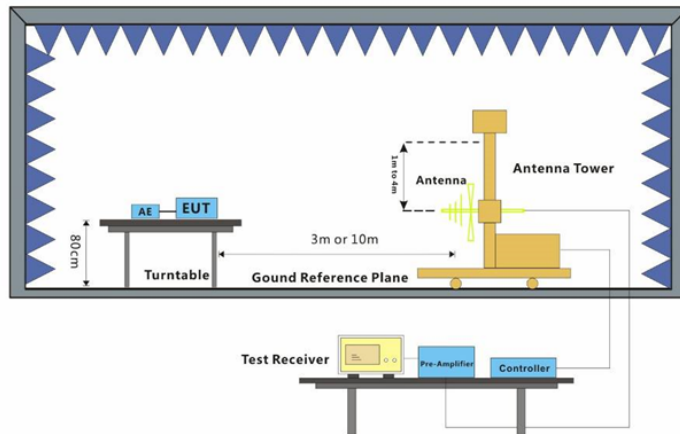 1m to 4m
Antenna Tower
Antenna
AE
EUT
80cm
3m or 10m
Turntable
Gound Reference Plane
Test Receiver
Pre-Amplifier
Controller